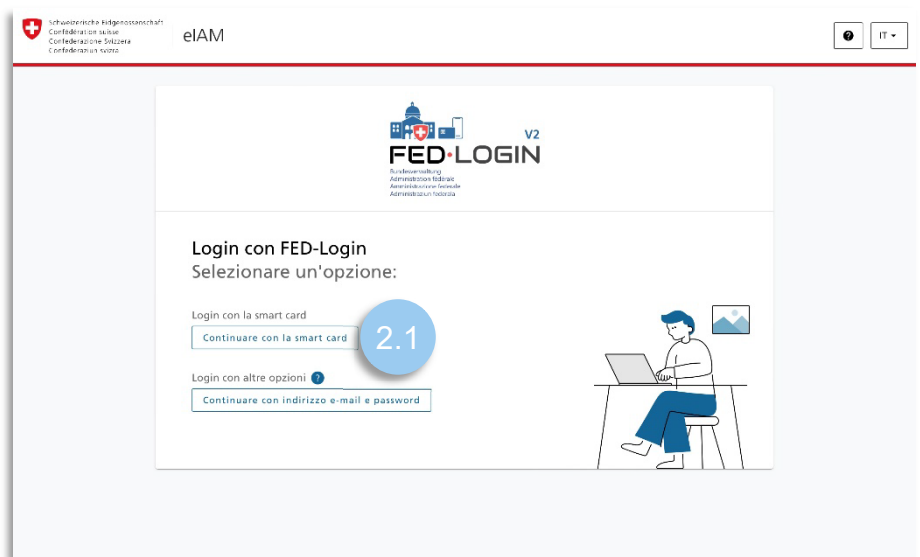 Schweizerische Eidgenossenschaft
Confédération suisse
Confederazione Svizzera
Confederaziun svizra
eIAM
IT
V2
FED·LOGIN
Bundesverwaltung
Administration fédérale
Amministrazione federale
Administraziun federala
Login con FED-Login
Selezionare un'opzione:
Login con la smart card
Continuare con la smart card
2.1
Login con altre opzioni ?
Continuare con indirizzo e-mail e password